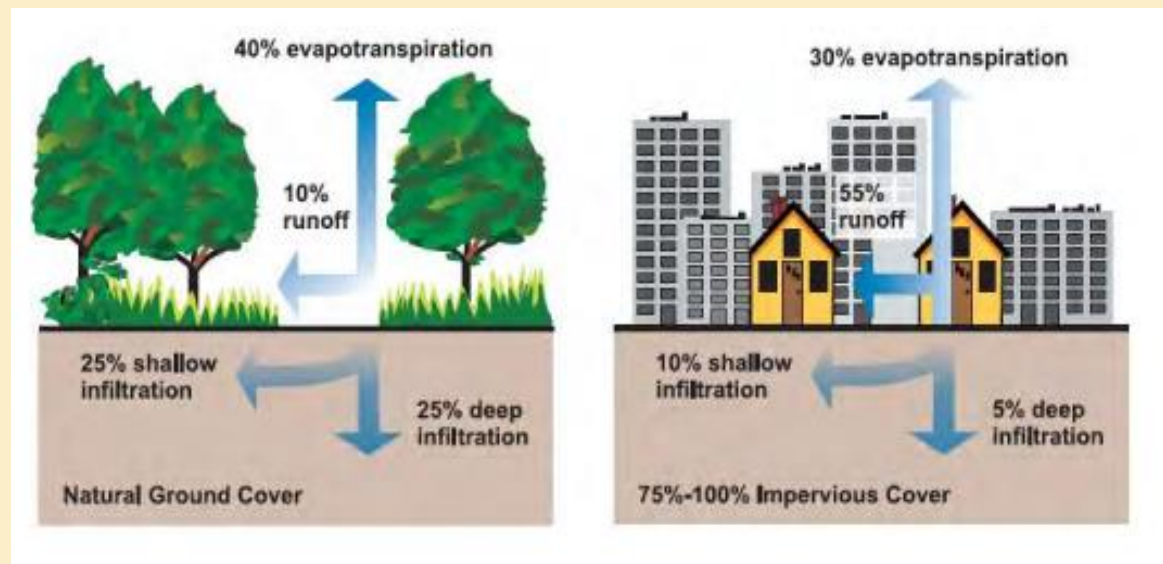 40% evapotranspiration
10%
runoff
25% shallow
infiltration
25% deep
infiltration
Natural Ground Cover
30% evapotranspiration
55%
runoff
10% shallow
infiltration
5% deep
infiltration
75%-100% Impervious Cover